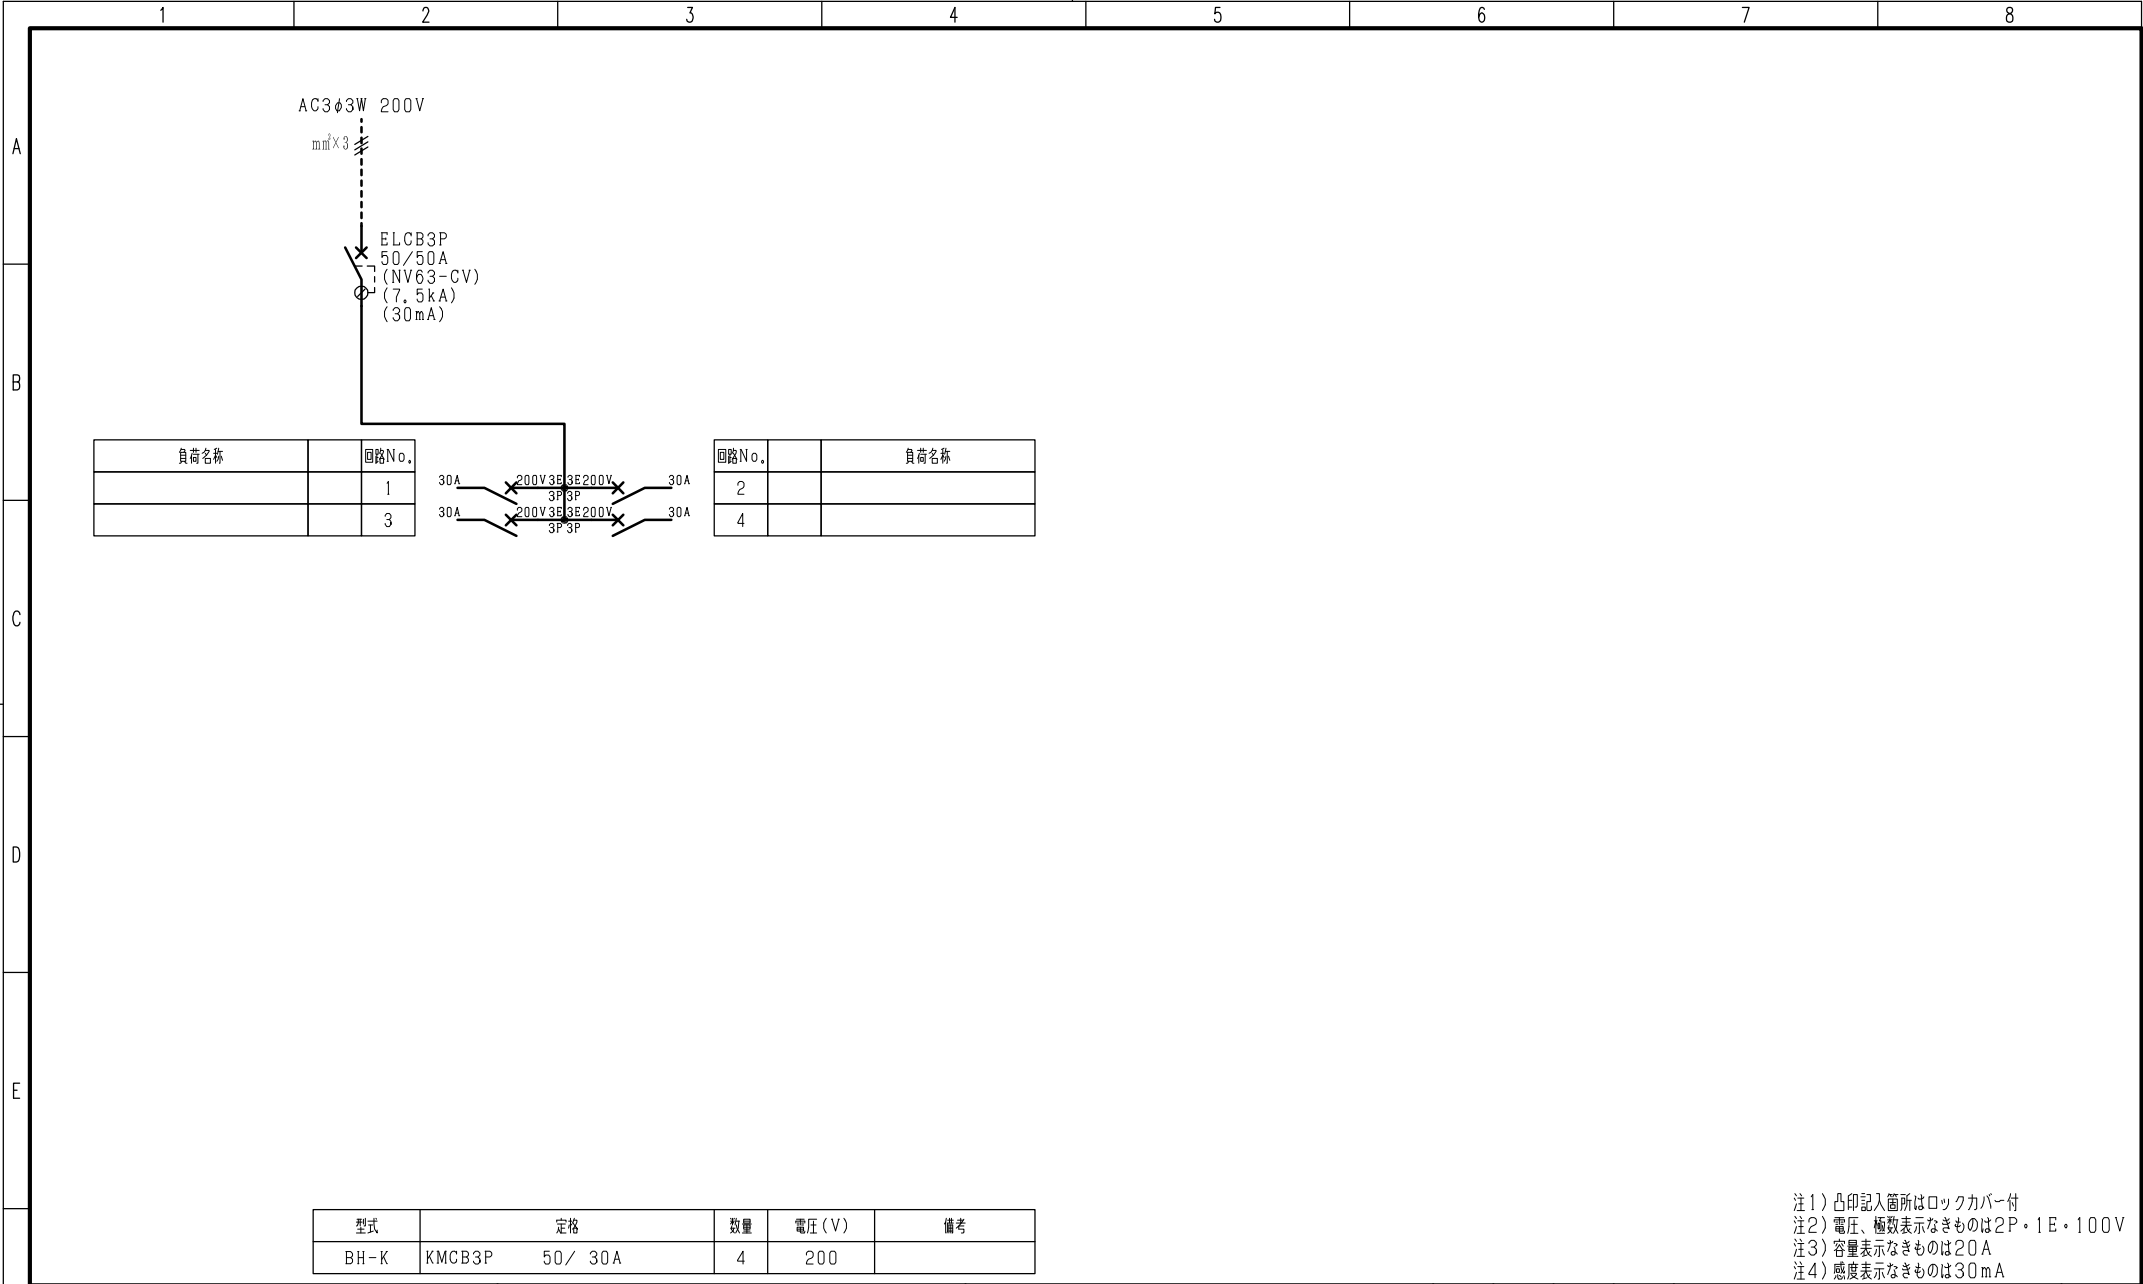 1 2 3 4 5 6 7 8
A
AC3φ3W 200V
mm²×3
ELCB3P
50/50A
(NV63-CV)
(7.5kA)
(30mA)
B
負荷名称 回路No. 回路No. 負荷名称
1 30A 200V3E 3E200V 30A 2
3P 3P
3 30A 200V3E 3E200V 30A 4
3P 3P
C
D
E
型式 定格 数量 電圧(V) 備考
BH-K KMCB3P 50/ 30A 4 200
注1)凸印記入箇所はロックカバー付
注2)電圧、極数表示なきものは2P・1E・100V
注3)容量表示なきものは20A
注4)感度表示なきものは30mA